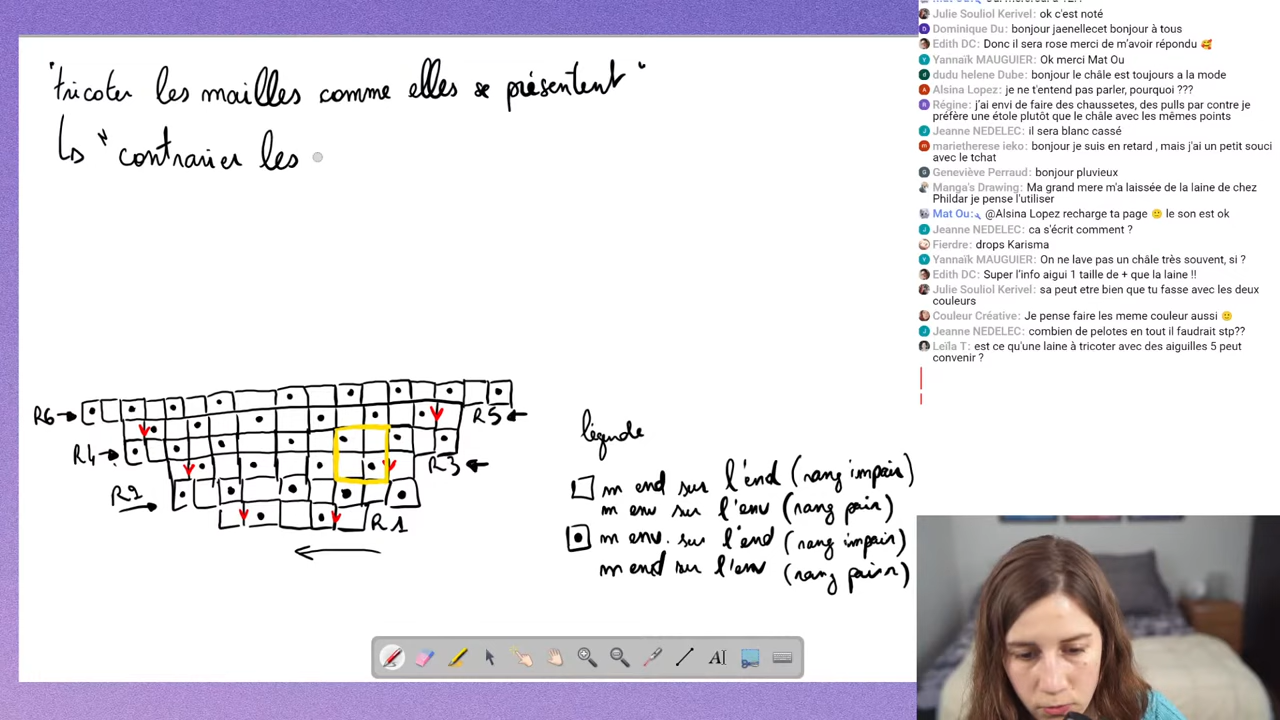 "tricoter les mailles comme elles se présentent"
↳ "contrarier les
R6 →
R5 ←
R4 →
R3 ←
R2
R1
légende
m end sur l'end (rang impair)
m env sur l'env (rang pair)
m env. sur l'end (rang impair)
m end sur l'env (rang pair)
Julie Souliol Kerivel: ok c'est noté
Dominique Du: bonjour jaenellecet bonjour à tous
Edith DC: Donc il sera rose merci de m'avoir répondu 🥰
Yannaïk MAUGUIER: Ok merci Mat Ou
dudu helene Dube: bonjour le châle est toujours a la mode
Alsina Lopez: je ne t'entend pas parler, pourquoi ???
Régine: j'ai envi de faire des chaussetes, des pulls par contre je
préfère une étole plutôt que le châle avec les mêmes points
Jeanne NEDELEC: il sera blanc cassé
marietherese ieko: bonjour je suis en retard , mais j'ai un petit souci
avec le tchat
Geneviève Perraud: bonjour pluvieux
Manga's Drawing: Ma grand mere m'a laissée de la laine de chez
Phildar je pense l'utiliser
Mat Ou: @Alsina Lopez recharge ta page 🙂 le son est ok
Jeanne NEDELEC: ca s'écrit comment ?
Fierdre: drops Karisma
Yannaïk MAUGUIER: On ne lave pas un châle très souvent, si ?
Edith DC: Super l'info aigui 1 taille de + que la laine !!
Julie Souliol Kerivel: sa peut etre bien que tu fasse avec les deux
couleurs
Couleur Créative: Je pense faire les meme couleur aussi 🙂
Jeanne NEDELEC: combien de pelotes en tout il faudrait stp??
Leïla T: est ce qu'une laine à tricoter avec des aiguilles 5 peut
convenir ?
AI